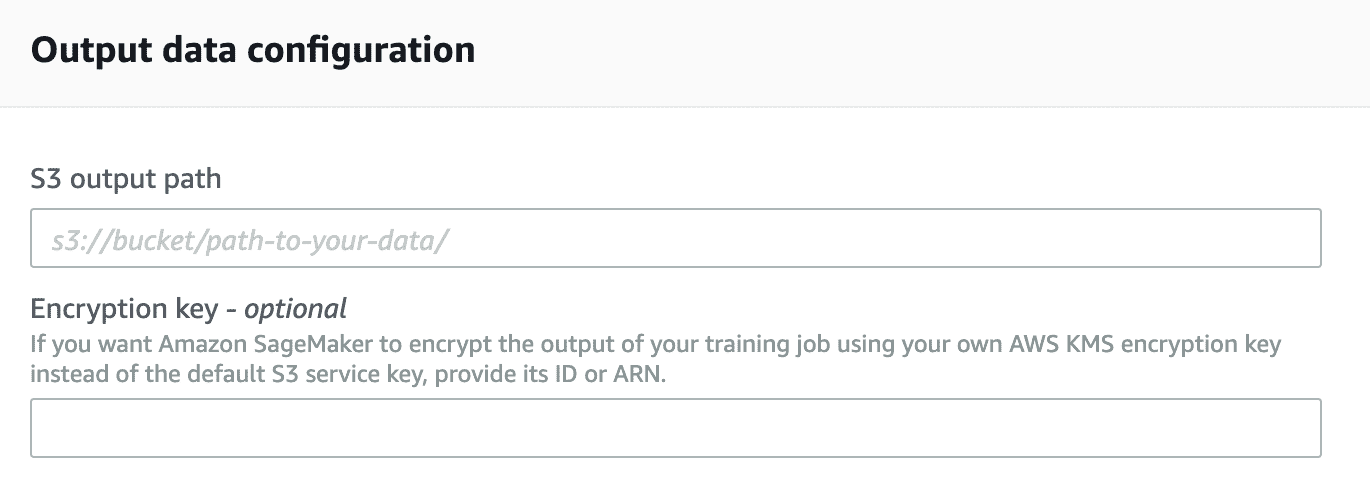 Output data configuration
S3 output path
s3://bucket/path-to-your-data/
Encryption key - optional
If you want Amazon SageMaker to encrypt the output of your training job using your own AWS KMS encryption key
instead of the default S3 service key, provide its ID or ARN.